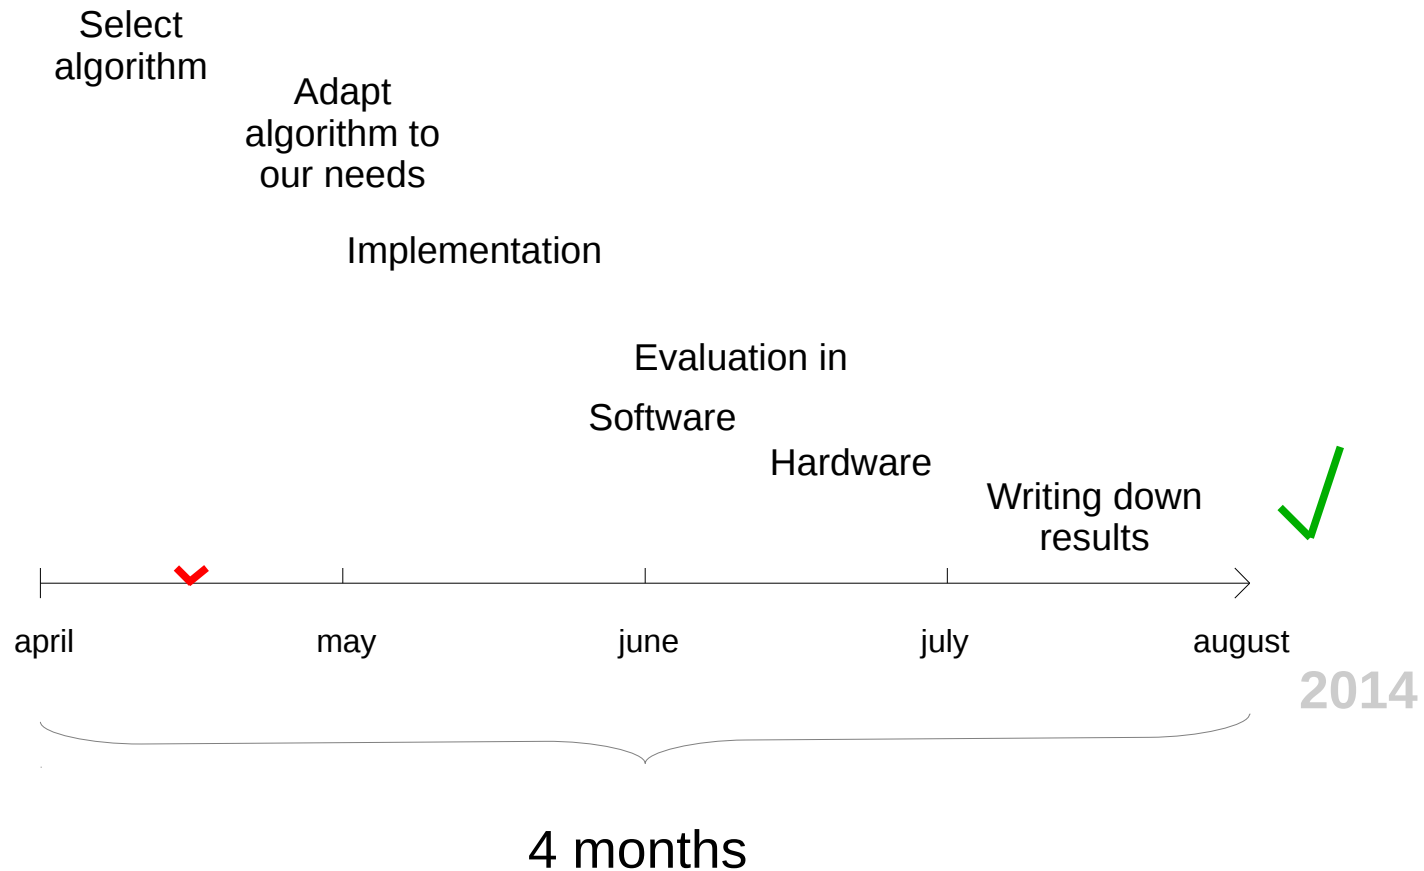 Select
algorithm
Adapt
algorithm to
our needs
Implementation
Evaluation in
Software
Hardware
Writing down
results
april may june july august
2014
4 months